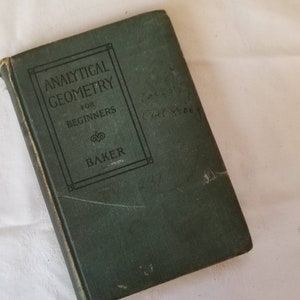 ANALYTICAL
GEOMETRY
FOR
BEGINNERS
BAKER